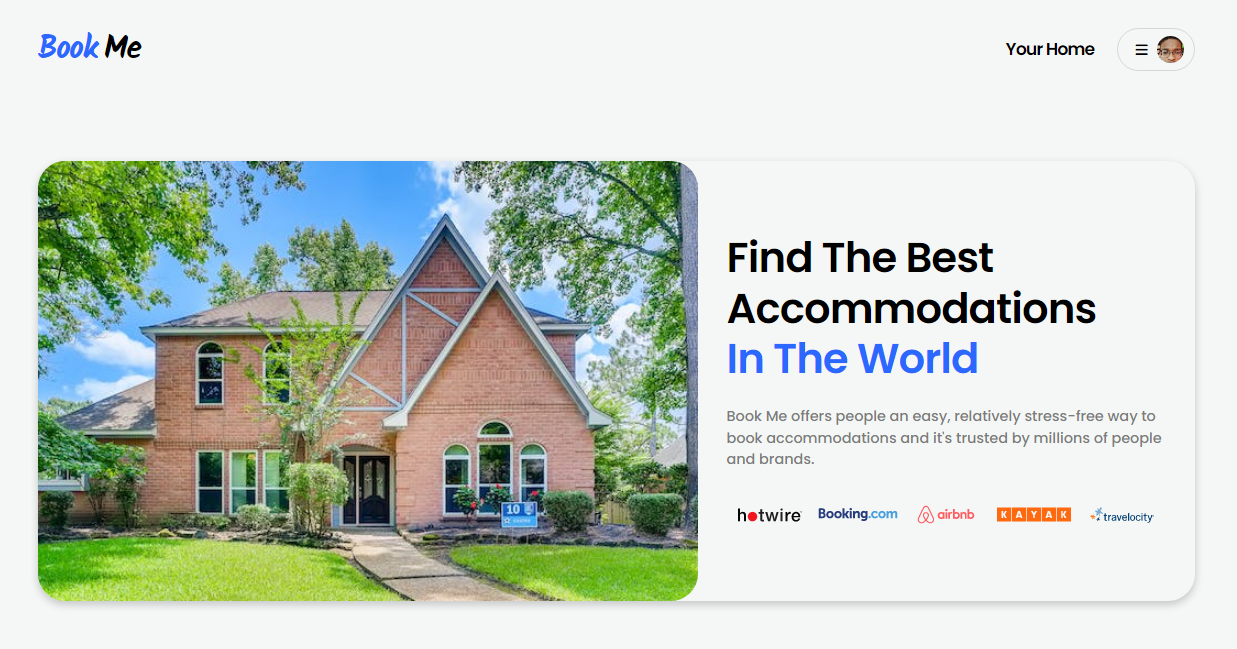 Book Me
Your Home
Find The Best
Accommodations
In The World
Book Me offers people an easy, relatively stress-free way to
book accommodations and it's trusted by millions of people
and brands.
hotwire Booking.com airbnb KAYAK travelocity
10